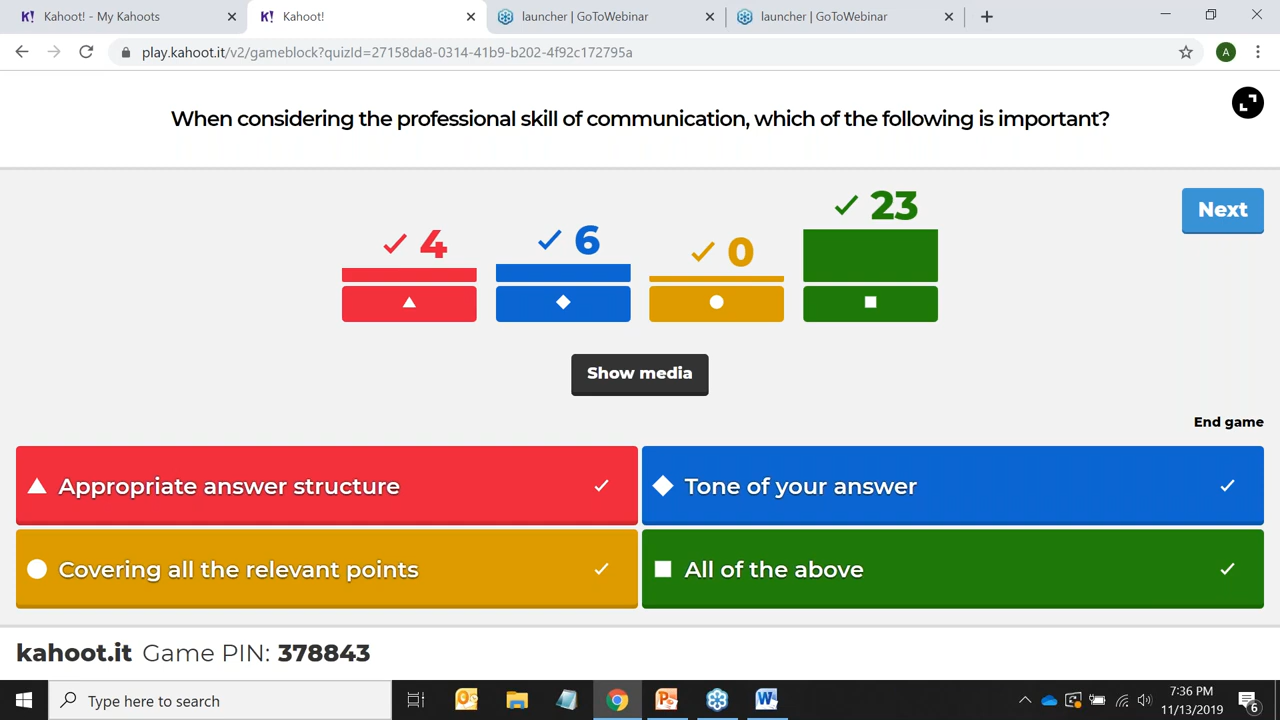 K! Kahoot! - My Kahoots
K! Kahoot!
launcher | GoToWebinar
launcher | GoToWebinar
play.kahoot.it/v2/gameblock?quizId=27158da8-0314-41b9-b202-4f92c172795a
A
When considering the professional skill of communication, which of the following is important?
4
6
0
23
Next
Show media
End game
Appropriate answer structure
Tone of your answer
Covering all the relevant points
All of the above
kahoot.it Game PIN: 378843
Type here to search
7:36 PM
11/13/2019
6